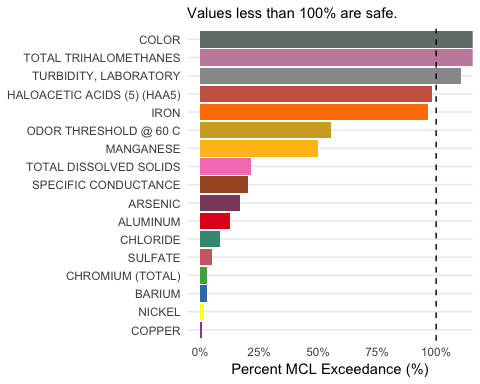 Values less than 100% are safe.
COLOR
TOTAL TRIHALOMETHANES
TURBIDITY, LABORATORY
HALOACETIC ACIDS (5) (HAA5)
IRON
ODOR THRESHOLD @ 60 C
MANGANESE
TOTAL DISSOLVED SOLIDS
SPECIFIC CONDUCTANCE
ARSENIC
ALUMINUM
CHLORIDE
SULFATE
CHROMIUM (TOTAL)
BARIUM
NICKEL
COPPER
0% 25% 50% 75% 100%
Percent MCL Exceedance (%)